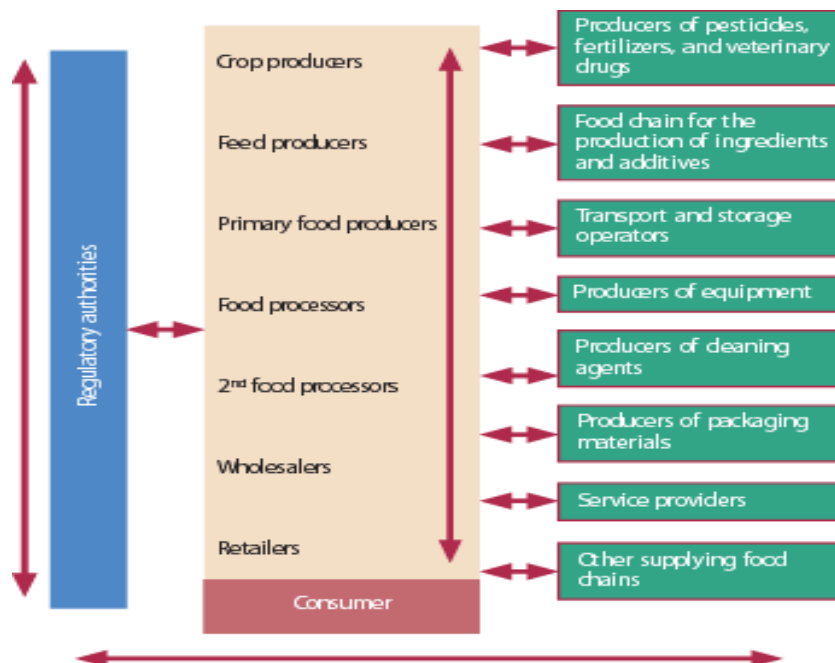 Regulatory authorities
Crop producers
Feed producers
Primary food producers
Food processors
2nd food processors
Wholesalers
Retailers
Consumer
Producers of pesticides,
fertilizers, and veterinary
drugs
Food chain for the
production of ingredients
and additives
Transport and storage
operators
Producers of equipment
Producers of cleaning
agents
Producers of packaging
materials
Service providers
Other supplying food
chains